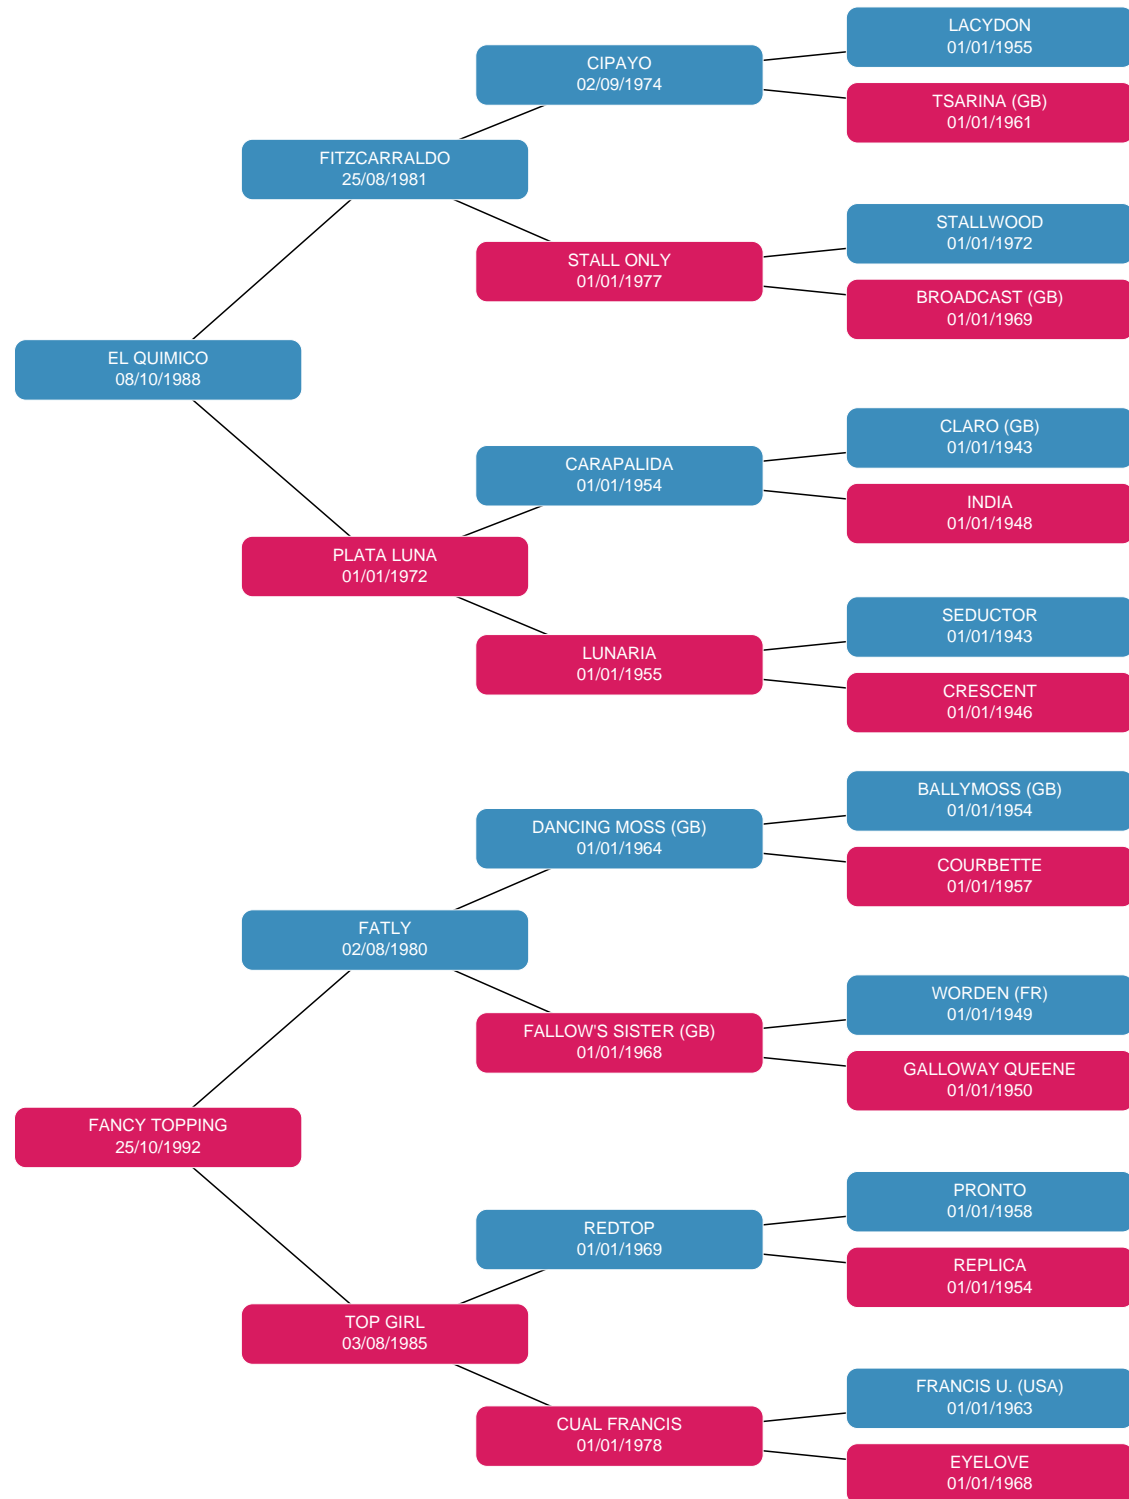 LACYDON
01/01/1955
CIPAYO
02/09/1974
TSARINA (GB)
01/01/1961
FITZCARRALDO
25/08/1981
STALLWOOD
01/01/1972
STALL ONLY
01/01/1977
BROADCAST (GB)
01/01/1969
EL QUIMICO
08/10/1988
CLARO (GB)
01/01/1943
CARAPALIDA
01/01/1954
INDIA
01/01/1948
PLATA LUNA
01/01/1972
SEDUCTOR
01/01/1943
LUNARIA
01/01/1955
CRESCENT
01/01/1946
BALLYMOSS (GB)
01/01/1954
DANCING MOSS (GB)
01/01/1964
COURBETTE
01/01/1957
FATLY
02/08/1980
WORDEN (FR)
01/01/1949
FALLOW'S SISTER (GB)
01/01/1968
GALLOWAY QUEENE
01/01/1950
FANCY TOPPING
25/10/1992
PRONTO
01/01/1958
REDTOP
01/01/1969
REPLICA
01/01/1954
TOP GIRL
03/08/1985
FRANCIS U. (USA)
01/01/1963
CUAL FRANCIS
01/01/1978
EYELOVE
01/01/1968